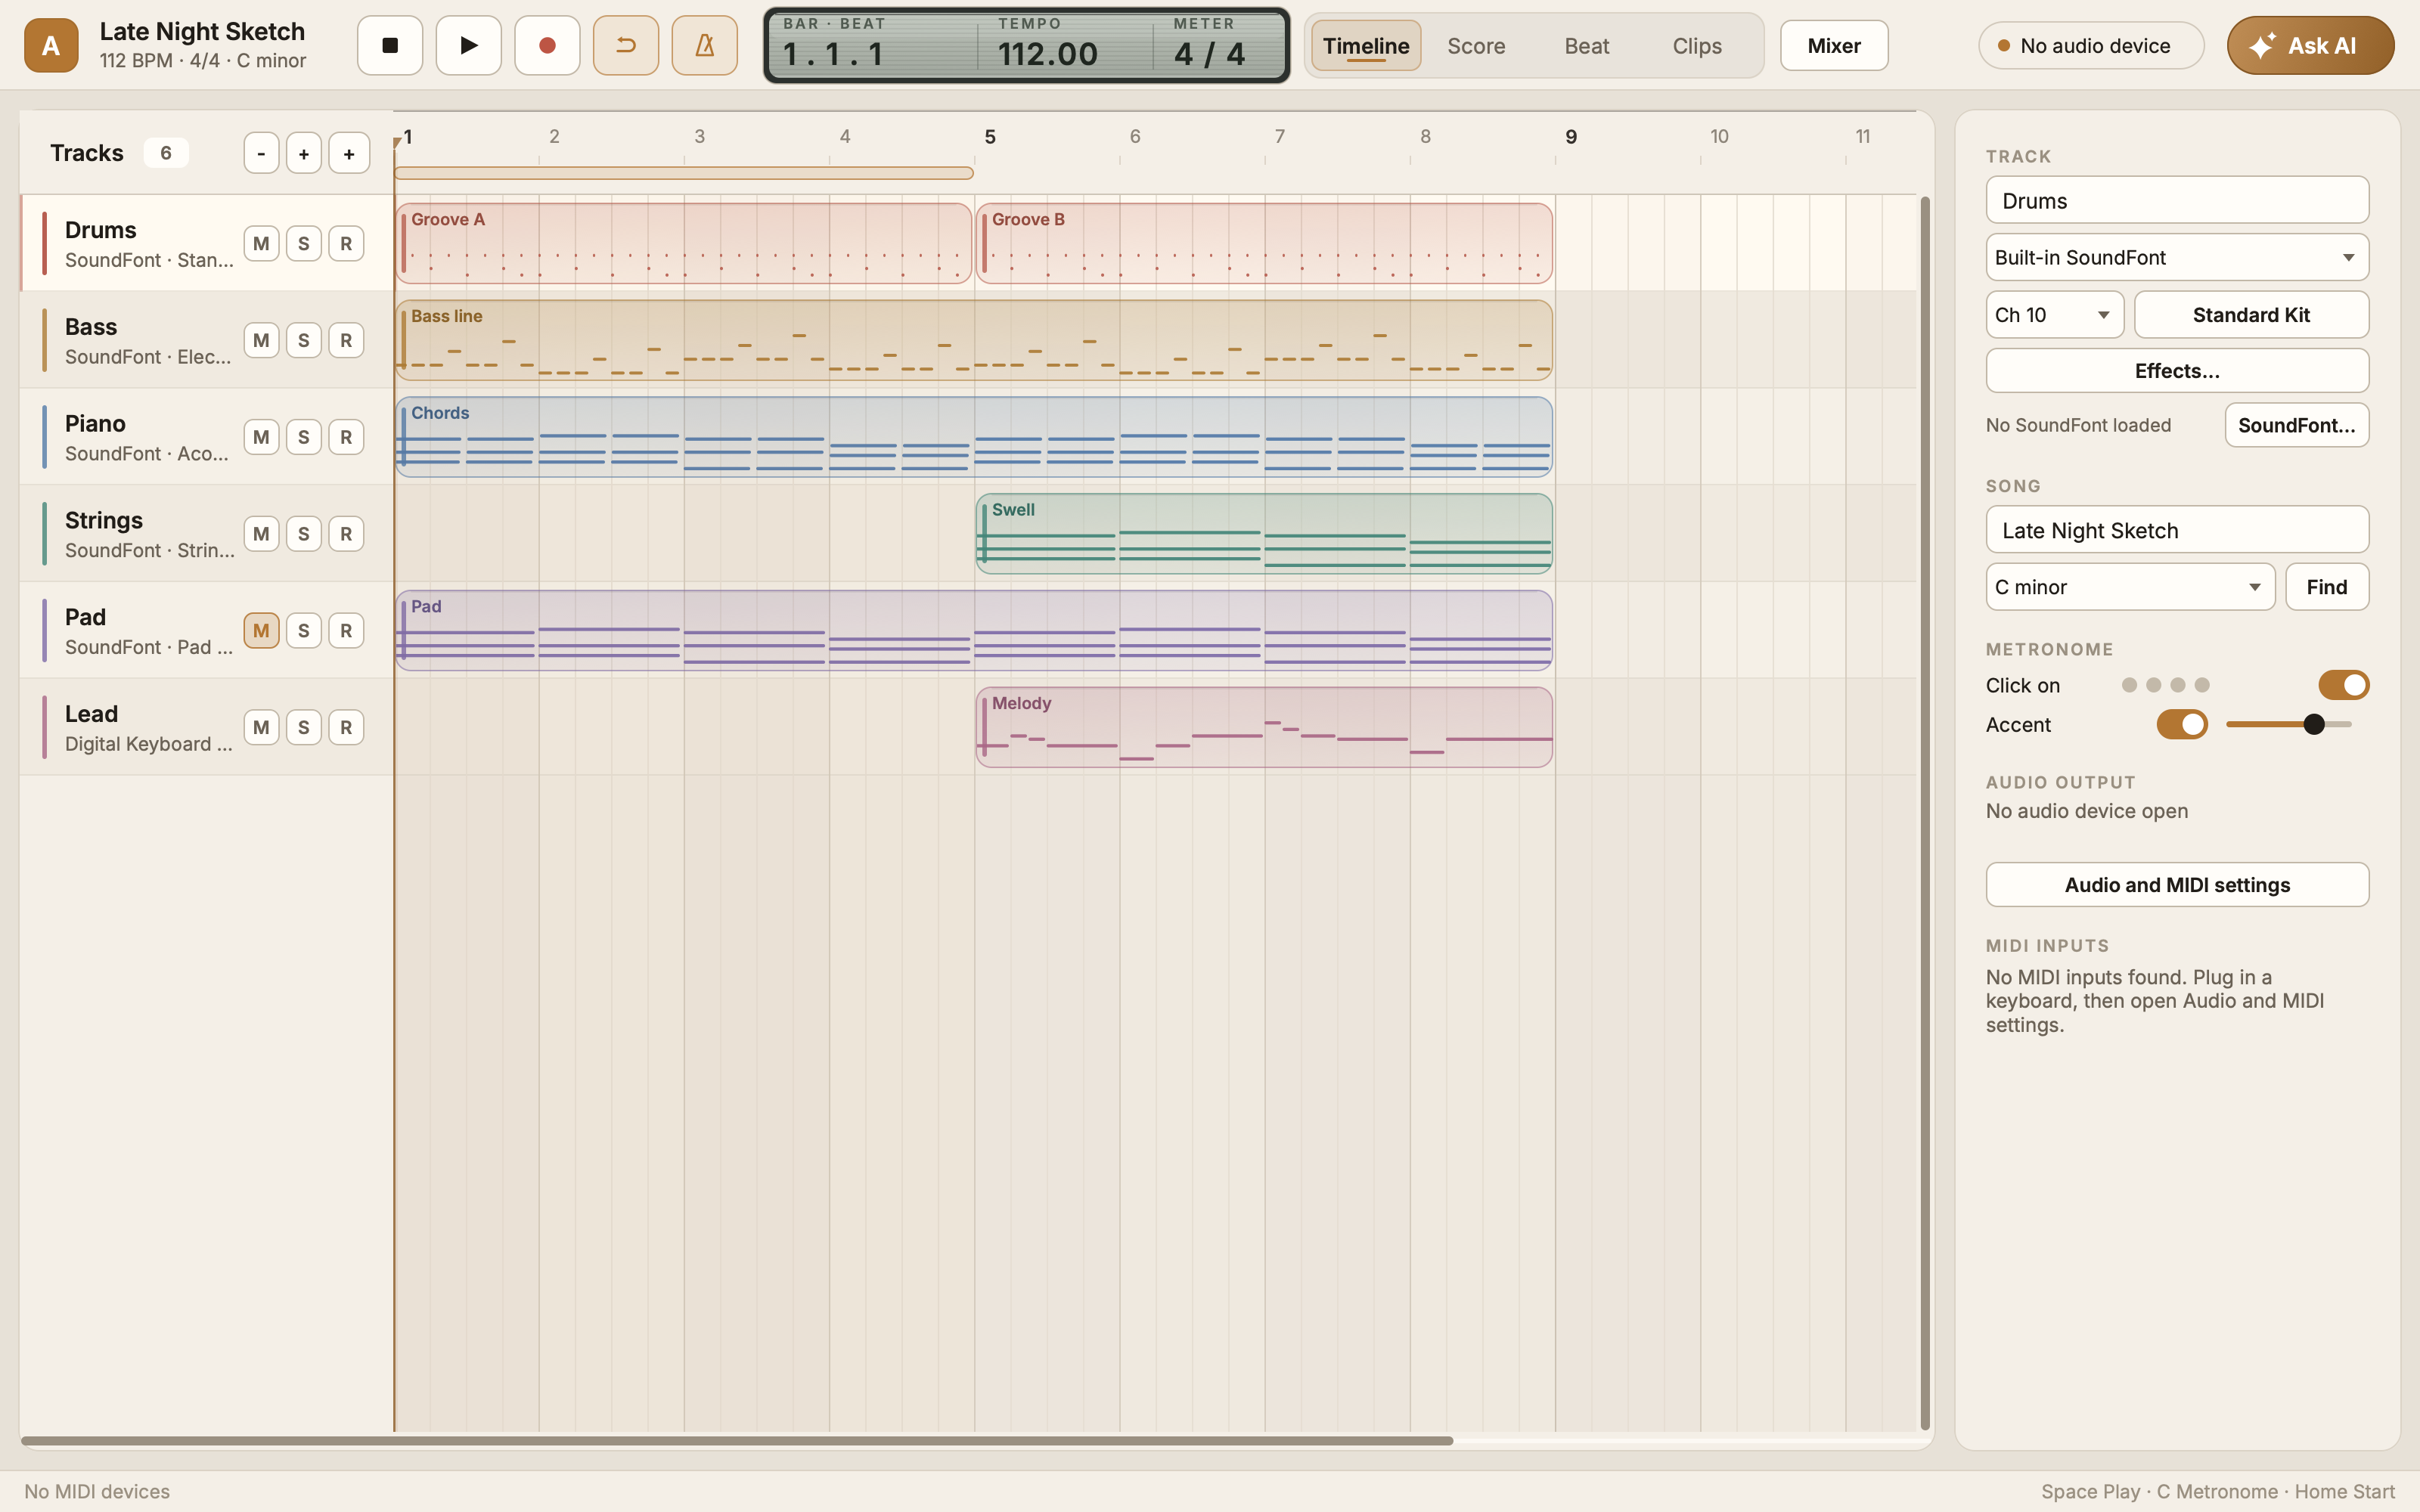 A
Late Night Sketch
112 BPM · 4/4 · C minor
BAR · BEAT
1.1.1
TEMPO
112.00
METER
4 / 4
Timeline
Score
Beat
Clips
Mixer
No audio device
Ask AI
Tracks
6
-
+
+
1
2
3
4
5
6
7
8
9
10
11
Drums
SoundFont · Stan...
M
S
R
Groove A
Groove B
Bass
SoundFont · Elec...
M
S
R
Bass line
Piano
SoundFont · Aco...
M
S
R
Chords
Strings
SoundFont · Strin...
M
S
R
Swell
Pad
SoundFont · Pad ...
M
S
R
Pad
Lead
Digital Keyboard ...
M
S
R
Melody
TRACK
Drums
Built-in SoundFont
Ch 10
Standard Kit
Effects...
No SoundFont loaded
SoundFont...
SONG
Late Night Sketch
C minor
Find
METRONOME
Click on
Accent
AUDIO OUTPUT
No audio device open
Audio and MIDI settings
MIDI INPUTS
No MIDI inputs found. Plug in a
keyboard, then open Audio and MIDI
settings.
No MIDI devices
Space Play · C Metronome · Home Start